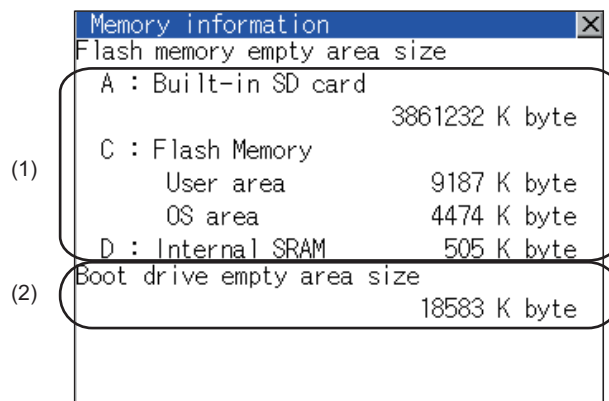 Memory information
Flash memory empty area size
A : Built-in SD card
3861232 K byte
C : Flash Memory
User area 9187 K byte
OS area 4474 K byte
D : Internal SRAM 505 K byte
Boot drive empty area size
18583 K byte
(1)
(2)